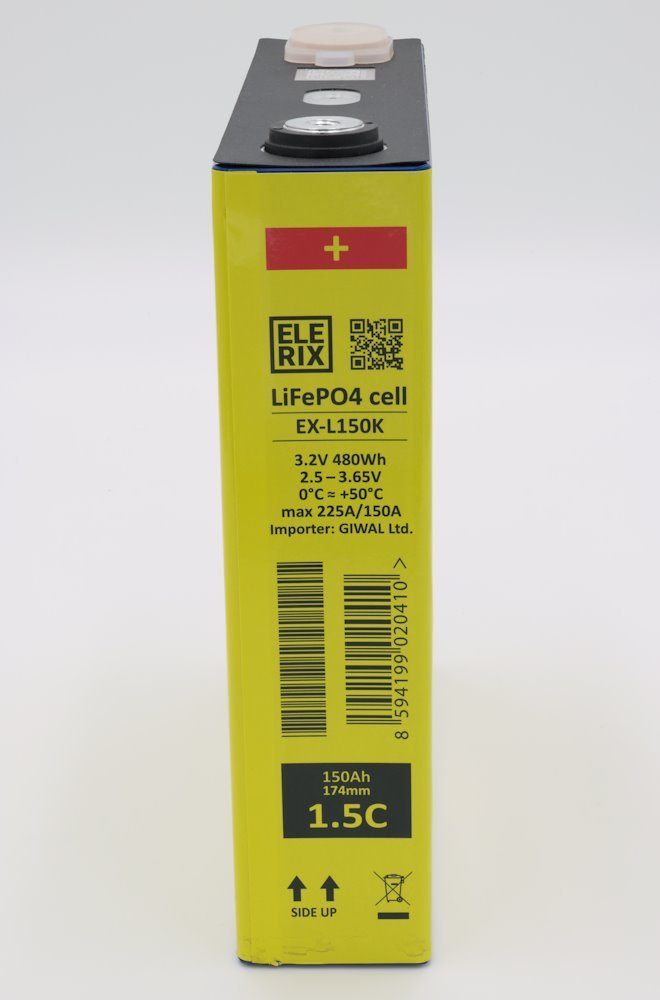 +
ELE
RIX
LiFePO4 cell
EX-L150K
3.2V 480Wh
2.5 – 3.65V
0°C ≈ +50°C
max 225A/150A
Importer: GIWAL Ltd.
8 594199 020410 >
150Ah
174mm
1.5C
SIDE UP